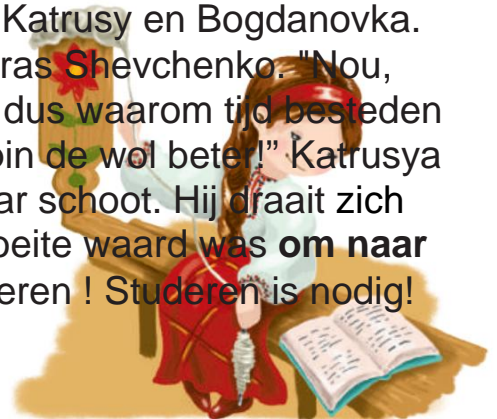 Katrusy en Bogdanovka.
ras Shevchenko. "Nou,
dus waarom tijd besteden
in de wol beter!” Katrusya
ar schoot. Hij draait zich
eite waard was om naar
eren ! Studeren is nodig!